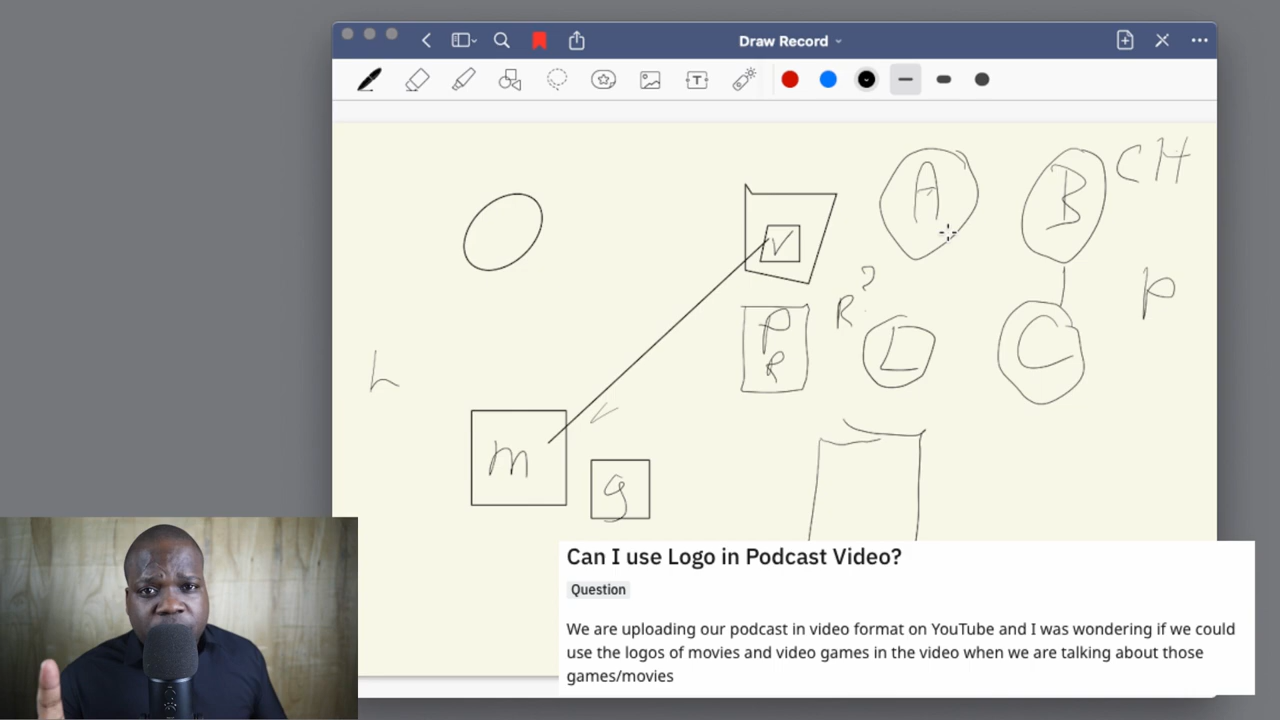 Draw Record
T
A
B
CH
V
P
R
R?
L
C
P
L
m
g
Can I use Logo in Podcast Video?
Question
We are uploading our podcast in video format on YouTube and I was wondering if we could
use the logos of movies and video games in the video when we are talking about those
games/movies